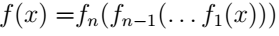 f(x) = f_n(f_{n-1}(... f_1(x)))